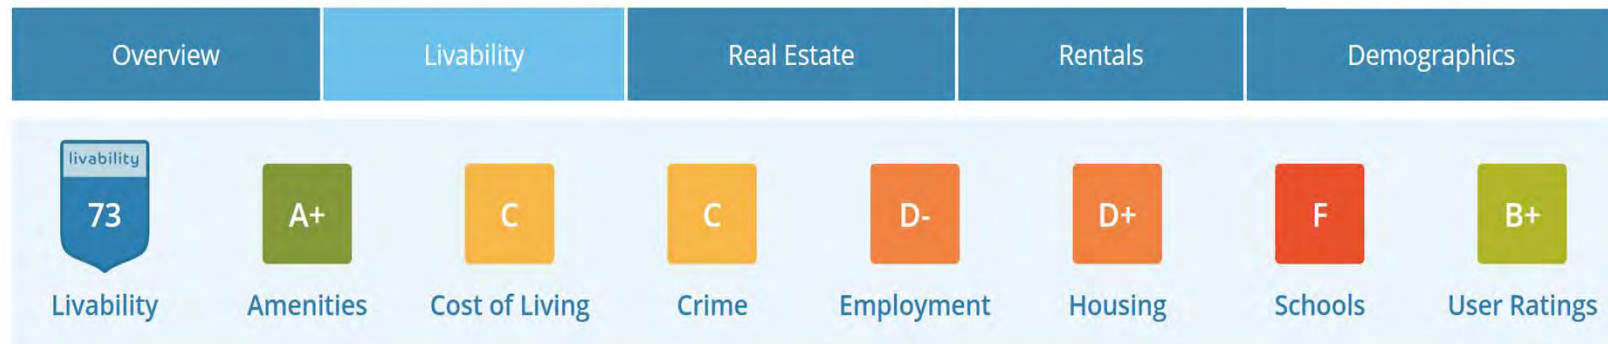 Overview Livability Real Estate Rentals Demographics
livability
73 A+ C C D- D+ F B+
Livability Amenities Cost of Living Crime Employment Housing Schools User Ratings